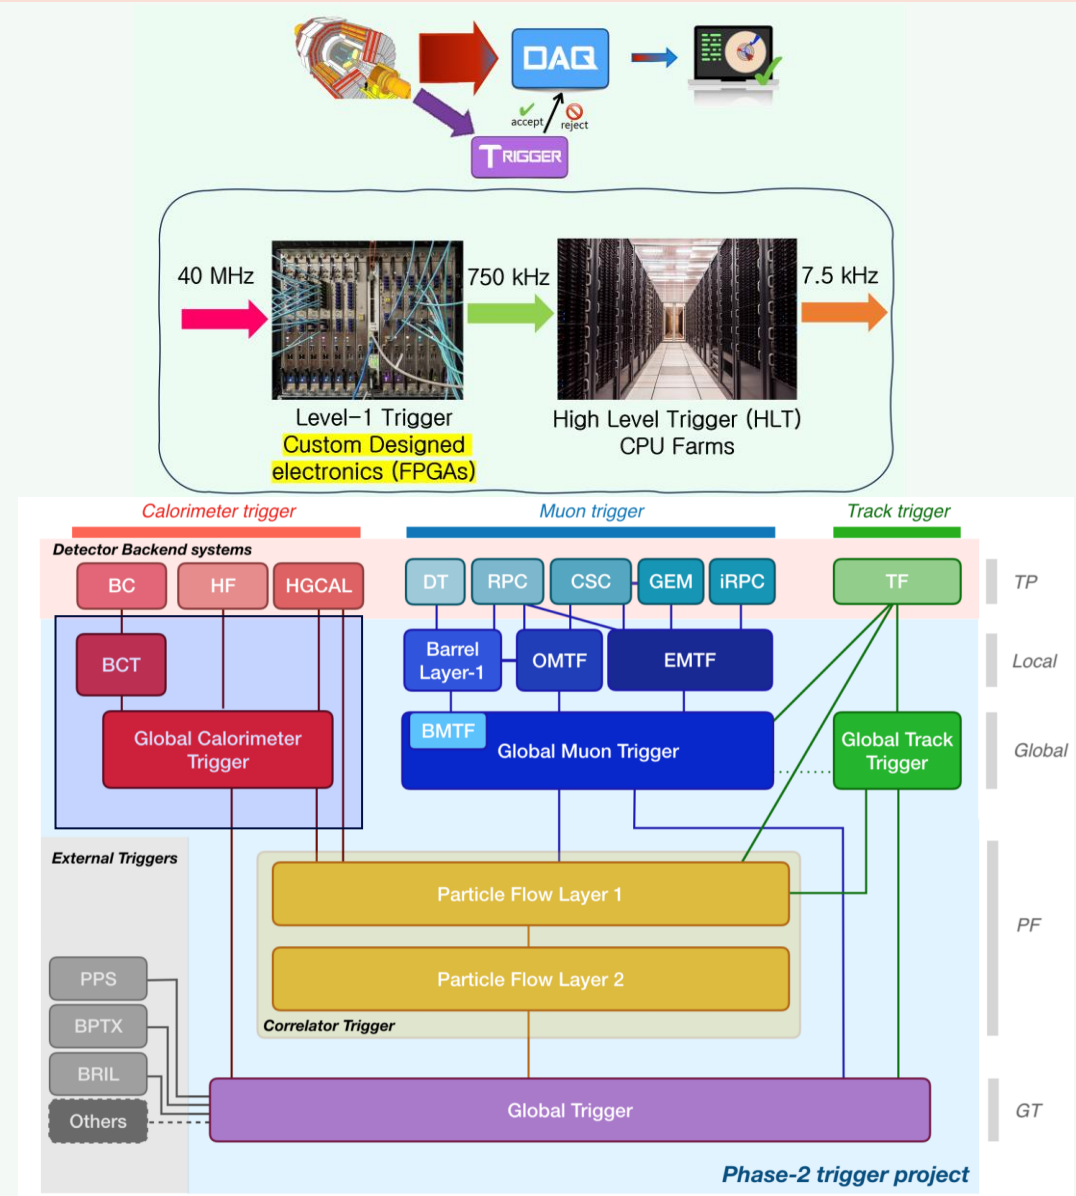 DAQ
accept
reject
TRIGGER
40 MHz
750 kHz
7.5 kHz
Level-1 Trigger
Custom Designed
electronics (FPGAs)
High Level Trigger (HLT)
CPU Farms
Calorimeter trigger
Muon trigger
Track trigger
Detector Backend systems
BC
HF
HGCAL
DT
RPC
CSC
GEM
iRPC
TF
TP
BCT
Barrel
Layer-1
OMTF
EMTF
Local
Global Calorimeter
Trigger
BMTF
Global Muon Trigger
Global Track
Trigger
Global
External Triggers
Particle Flow Layer 1
PF
Particle Flow Layer 2
Correlator Trigger
PPS
BPTX
BRIL
Others
Global Trigger
GT
Phase-2 trigger project